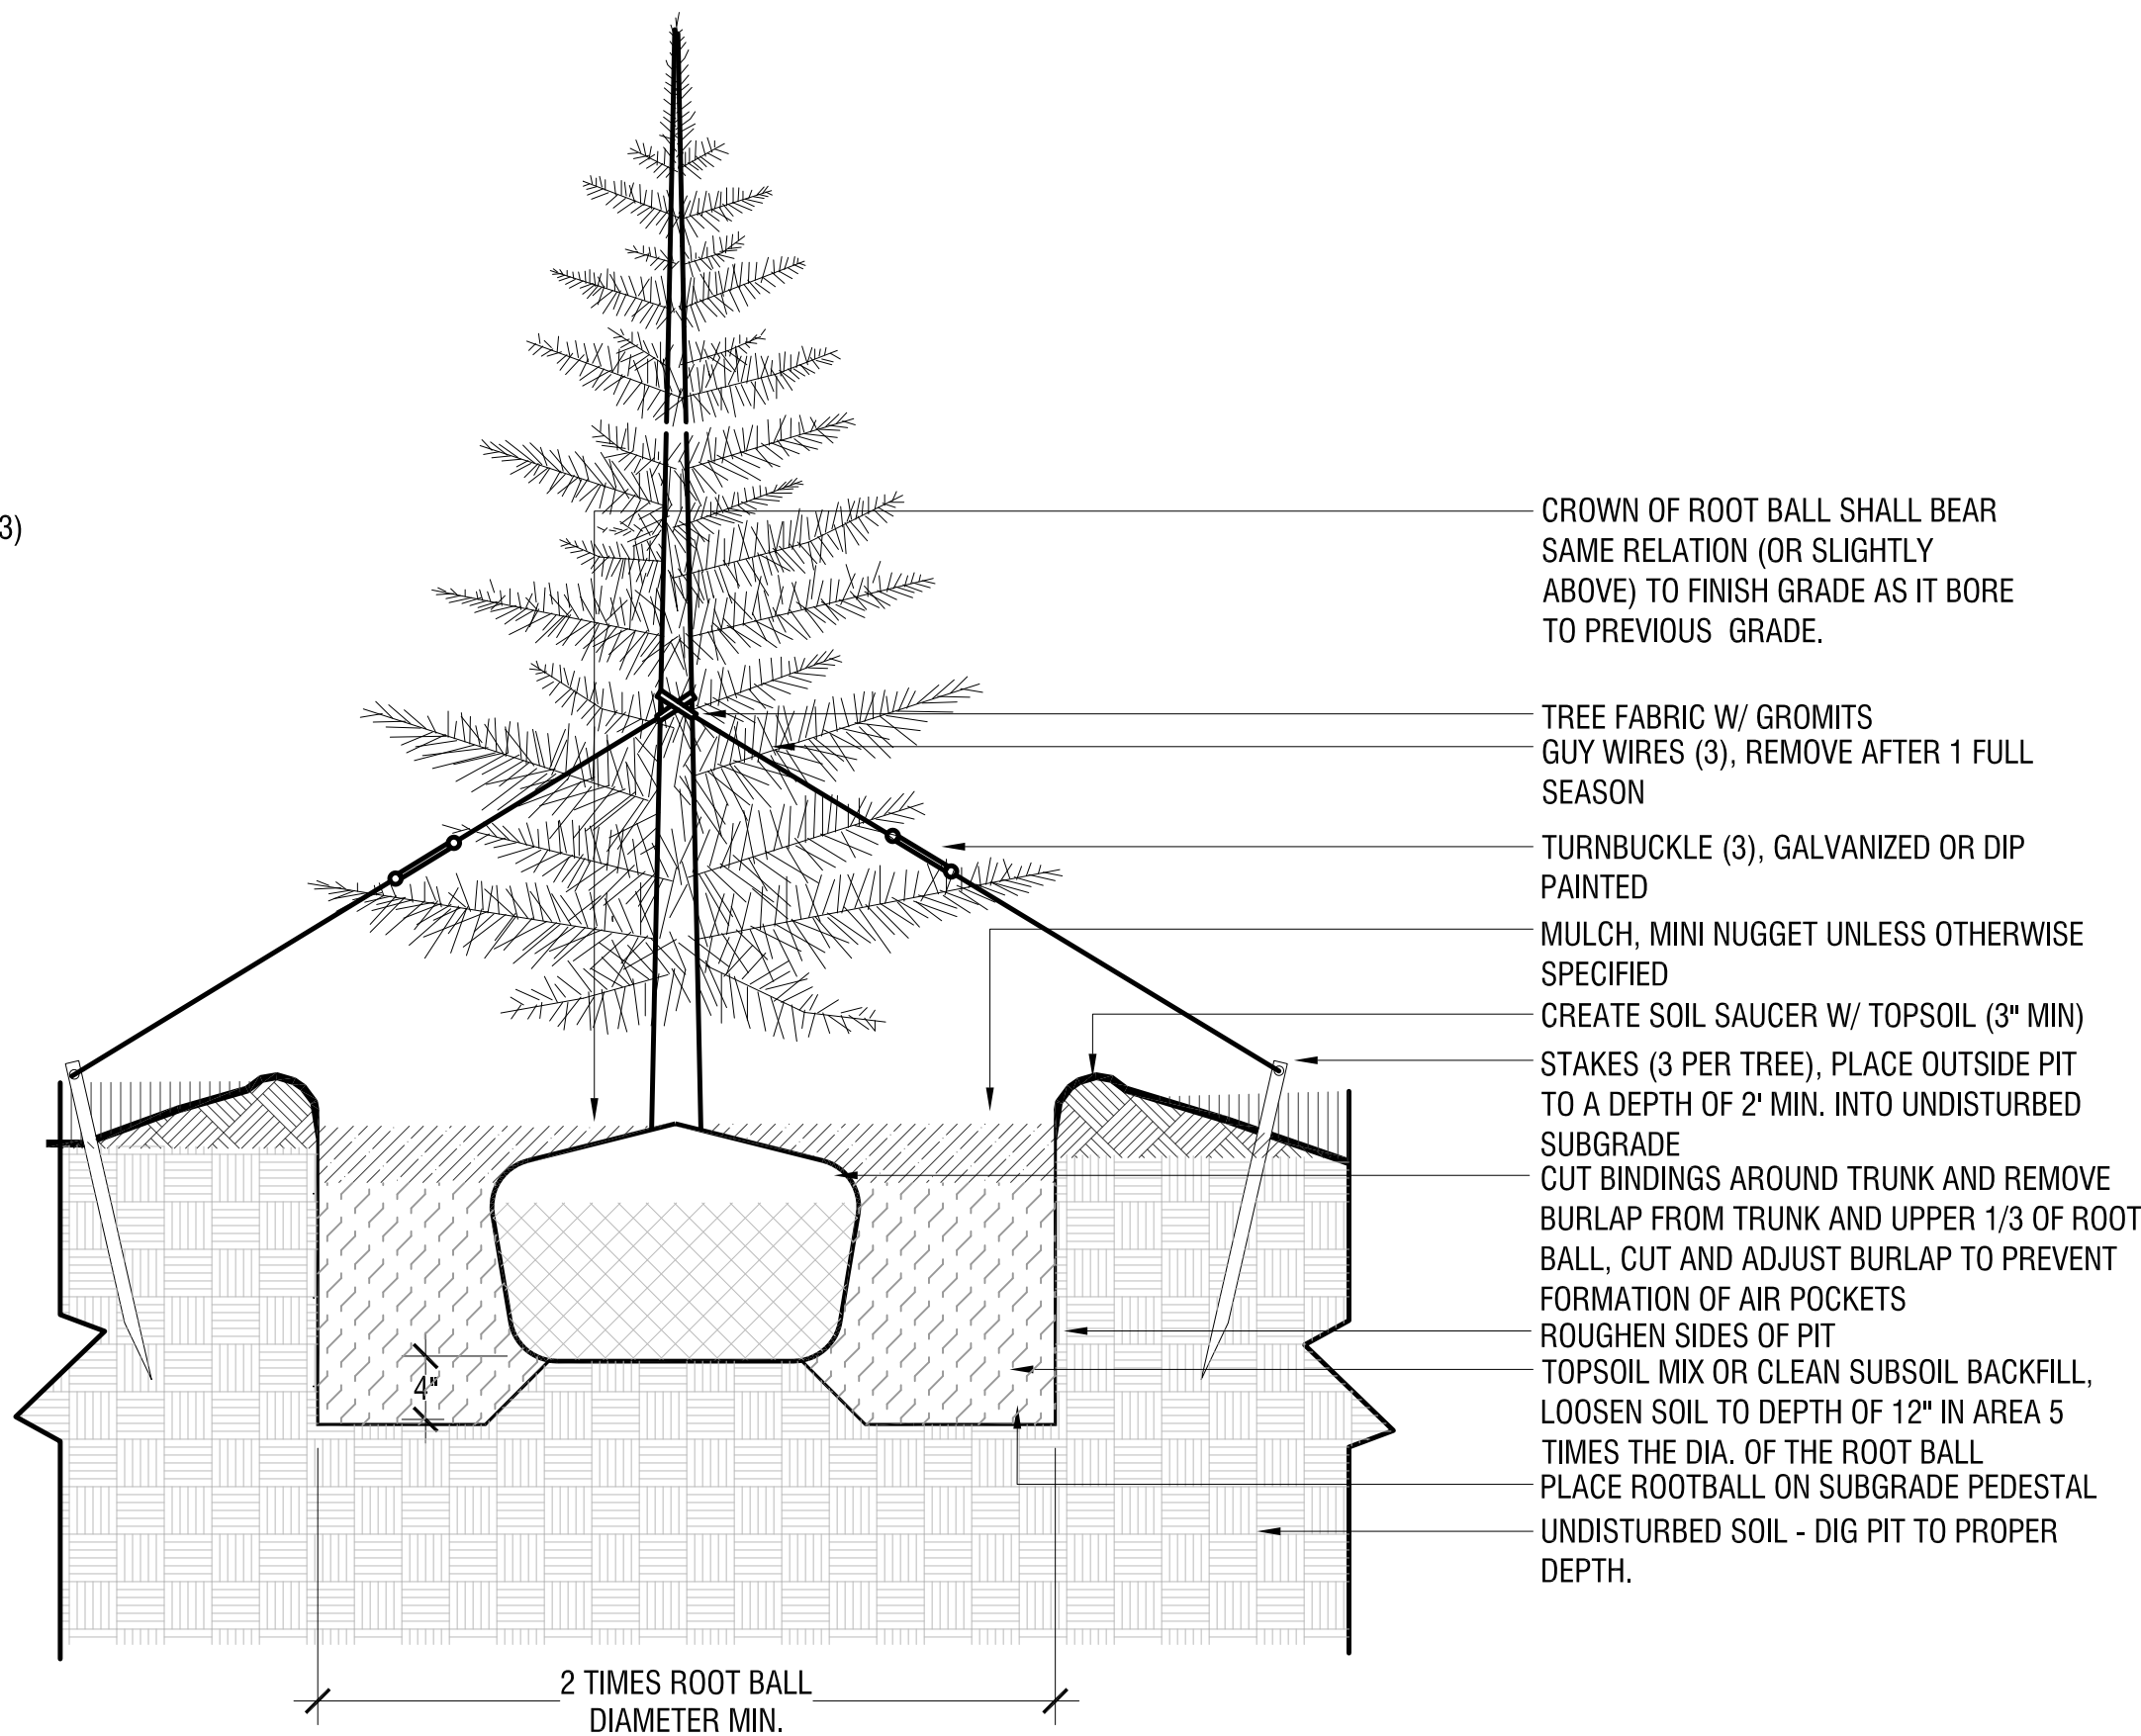 3)
CROWN OF ROOT BALL SHALL BEAR
SAME RELATION (OR SLIGHTLY
ABOVE) TO FINISH GRADE AS IT BORE
TO PREVIOUS GRADE.
TREE FABRIC W/ GROMITS
GUY WIRES (3), REMOVE AFTER 1 FULL
SEASON
TURNBUCKLE (3), GALVANIZED OR DIP
PAINTED
MULCH, MINI NUGGET UNLESS OTHERWISE
SPECIFIED
CREATE SOIL SAUCER W/ TOPSOIL (3" MIN)
STAKES (3 PER TREE), PLACE OUTSIDE PIT
TO A DEPTH OF 2' MIN. INTO UNDISTURBED
SUBGRADE
CUT BINDINGS AROUND TRUNK AND REMOVE
BURLAP FROM TRUNK AND UPPER 1/3 OF ROOT
BALL, CUT AND ADJUST BURLAP TO PREVENT
FORMATION OF AIR POCKETS
ROUGHEN SIDES OF PIT
TOPSOIL MIX OR CLEAN SUBSOIL BACKFILL,
LOOSEN SOIL TO DEPTH OF 12" IN AREA 5
TIMES THE DIA. OF THE ROOT BALL
PLACE ROOTBALL ON SUBGRADE PEDESTAL
UNDISTURBED SOIL - DIG PIT TO PROPER
DEPTH.
4"
2 TIMES ROOT BALL
DIAMETER MIN.